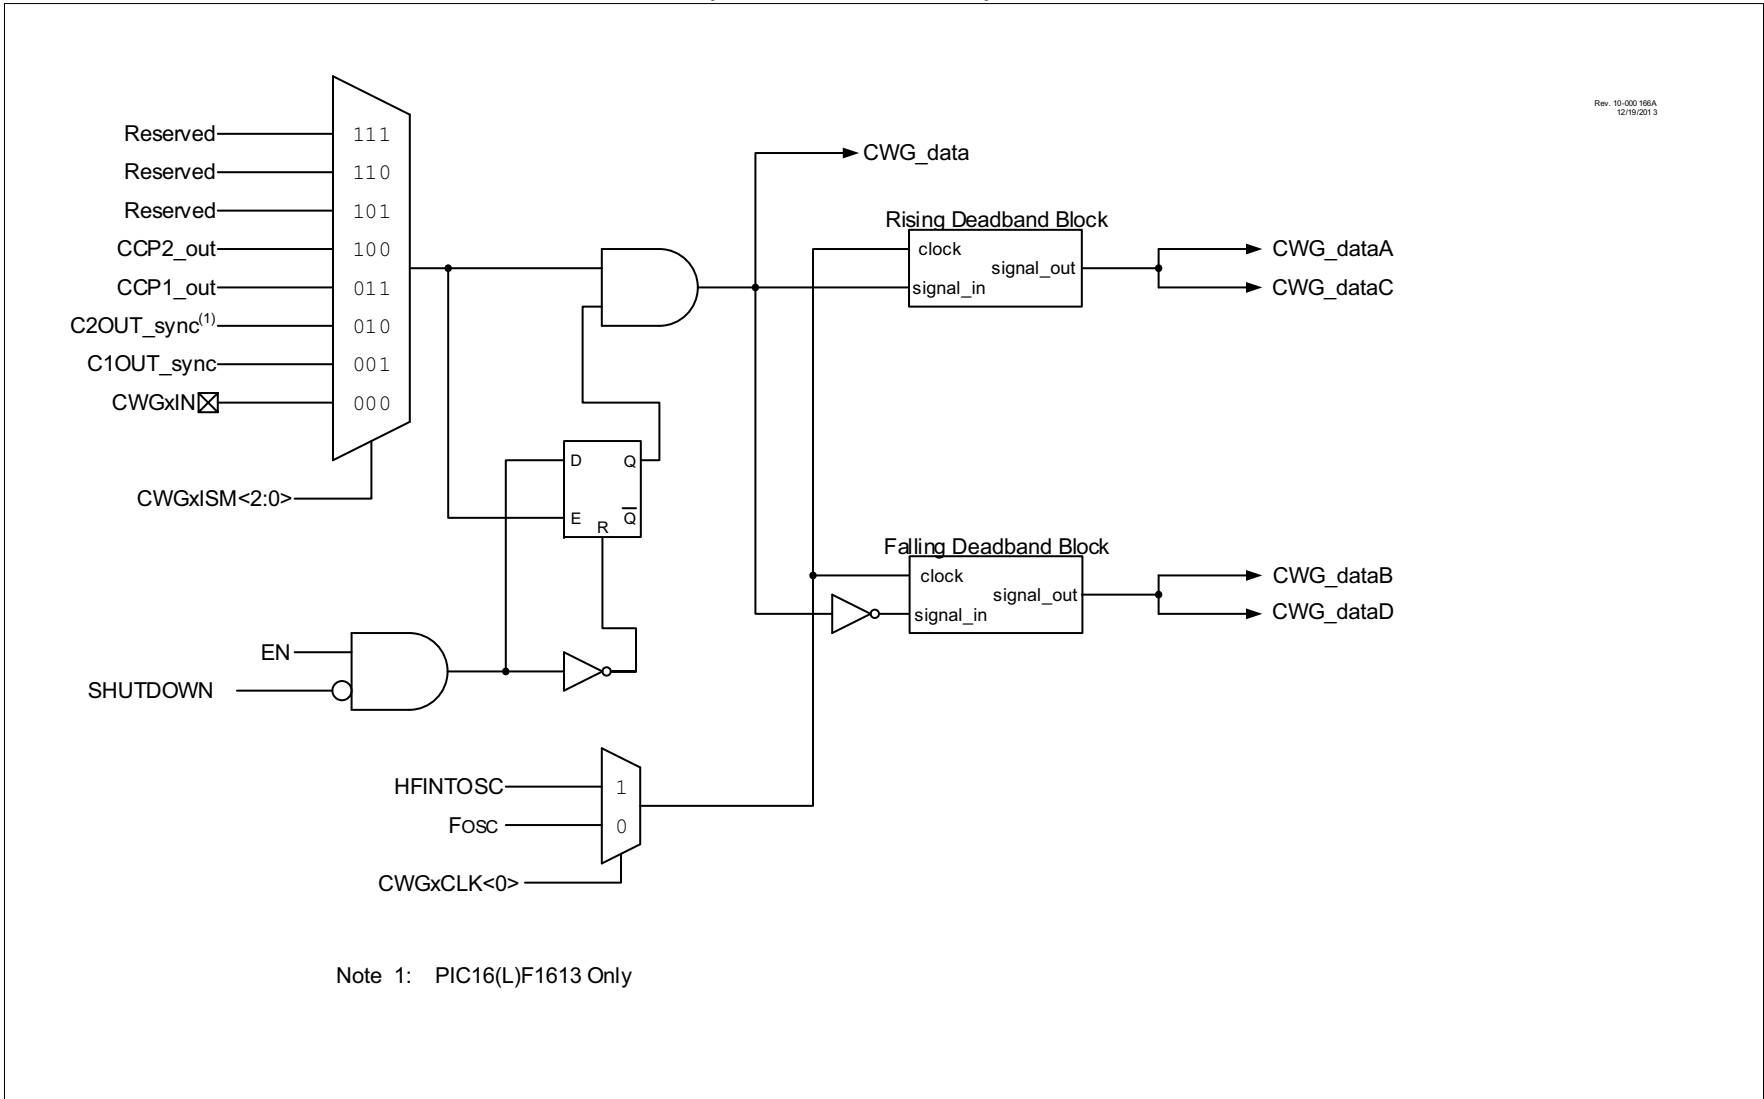 Rev. 10-000 166A
12/19/2013
Reserved
111
Reserved
110
Reserved
101
CCP2_out
100
CCP1_out
011
C2OUT_sync(1)
010
C1OUT_sync
001
CWGxIN
000
CWGxISM<2:0>
CWG_data
Rising Deadband Block
clock
signal_in
signal_out
CWG_dataA
CWG_dataC
D
Q
E
R
Q
Falling Deadband Block
clock
signal_in
signal_out
CWG_dataB
CWG_dataD
EN
SHUTDOWN
HFINTOSC
1
FOSC
0
CWGxCLK<0>
Note 1: PIC16(L)F1613 Only